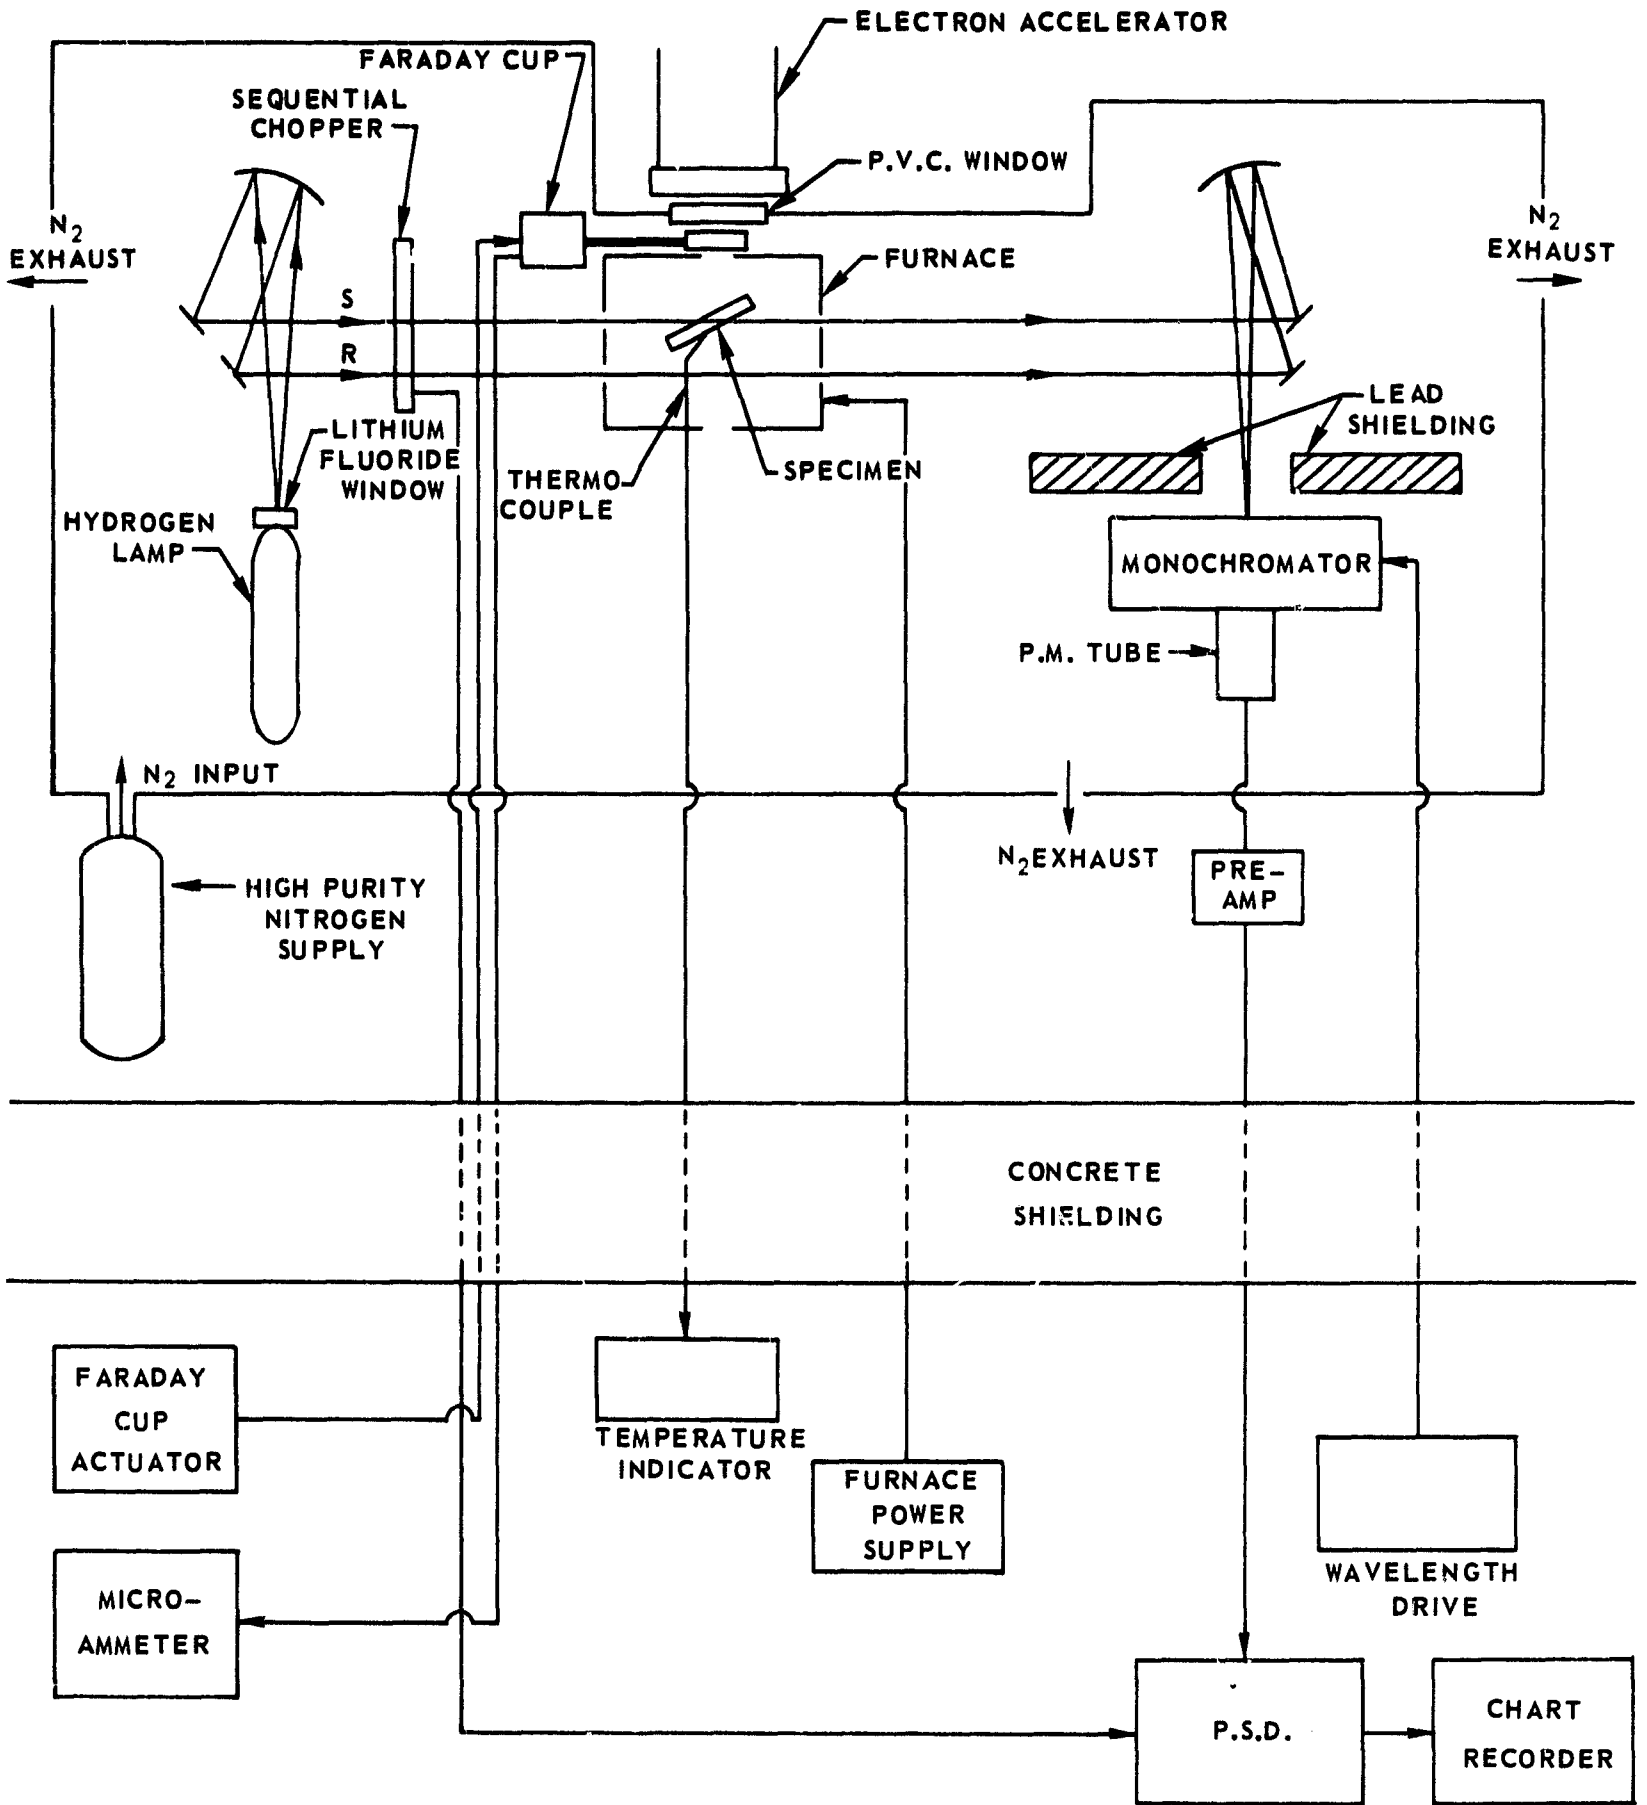 ELECTRON ACCELERATOR
FARADAY CUP
SEQUENTIAL
CHOPPER
P.V.C. WINDOW
N2
EXHAUST
N2
EXHAUST
FURNACE
S
R
LEAD
SHIELDING
LITHIUM
FLUORIDE
WINDOW
THERMO
COUPLE
SPECIMEN
HYDROGEN
LAMP
MONOCHROMATOR
P.M. TUBE
N2 INPUT
N2 EXHAUST
PRE-
AMP
HIGH PURITY
NITROGEN
SUPPLY
CONCRETE
SHIELDING
FARADAY
CUP
ACTUATOR
TEMPERATURE
INDICATOR
FURNACE
POWER
SUPPLY
WAVELENGTH
DRIVE
MICRO-
AMMETER
P.S.D.
CHART
RECORDER